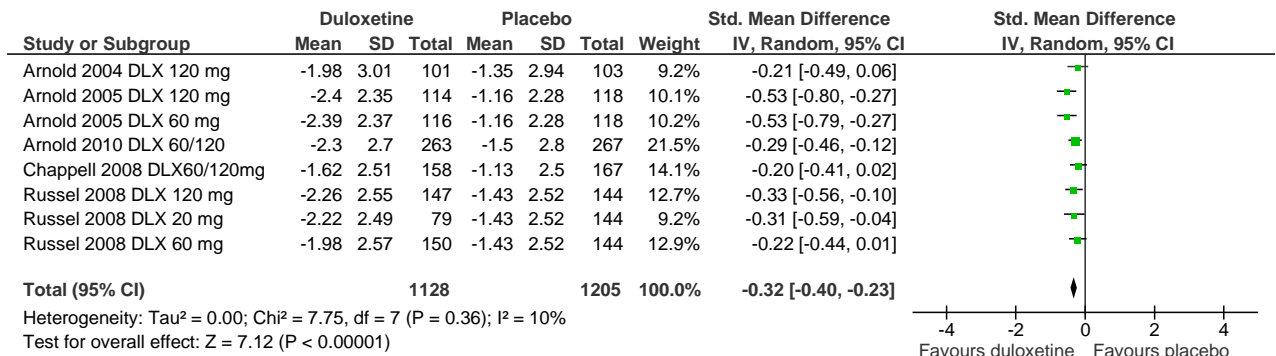 Duloxetine Placebo Std. Mean Difference Std. Mean Difference
Study or Subgroup Mean SD Total Mean SD Total Weight IV, Random, 95% CI IV, Random, 95% CI
Arnold 2004 DLX 120 mg -1.98 3.01 101 -1.35 2.94 103 9.2% -0.21 [-0.49, 0.06]
Arnold 2005 DLX 120 mg -2.4 2.35 114 -1.16 2.28 118 10.1% -0.53 [-0.80, -0.27]
Arnold 2005 DLX 60 mg -2.39 2.37 116 -1.16 2.28 118 10.2% -0.53 [-0.79, -0.27]
Arnold 2010 DLX 60/120 -2.3 2.7 263 -1.5 2.8 267 21.5% -0.29 [-0.46, -0.12]
Chappell 2008 DLX60/120mg -1.62 2.51 158 -1.13 2.5 167 14.1% -0.20 [-0.41, 0.02]
Russel 2008 DLX 120 mg -2.26 2.55 147 -1.43 2.52 144 12.7% -0.33 [-0.56, -0.10]
Russel 2008 DLX 20 mg -2.22 2.49 79 -1.43 2.52 144 9.2% -0.31 [-0.59, -0.04]
Russel 2008 DLX 60 mg -1.98 2.57 150 -1.43 2.52 144 12.9% -0.22 [-0.44, 0.01]
Total (95% CI) 1128 1205 100.0% -0.32 [-0.40, -0.23]
Heterogeneity: Tau² = 0.00; Chi² = 7.75, df = 7 (P = 0.36); I² = 10%
Test for overall effect: Z = 7.12 (P < 0.00001)
-4 -2 0 2 4
Favours duloxetine Favours placebo